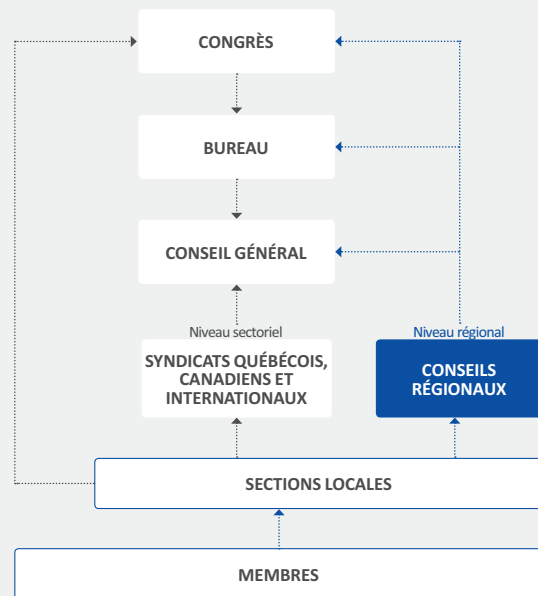 CONGRÈS
BUREAU
CONSEIL GÉNÉRAL
Niveau sectoriel
SYNDICATS QUÉBÉCOIS,
CANADIENS ET
INTERNATIONAUX
Niveau régional
CONSEILS
RÉGIONAUX
SECTIONS LOCALES
MEMBRES